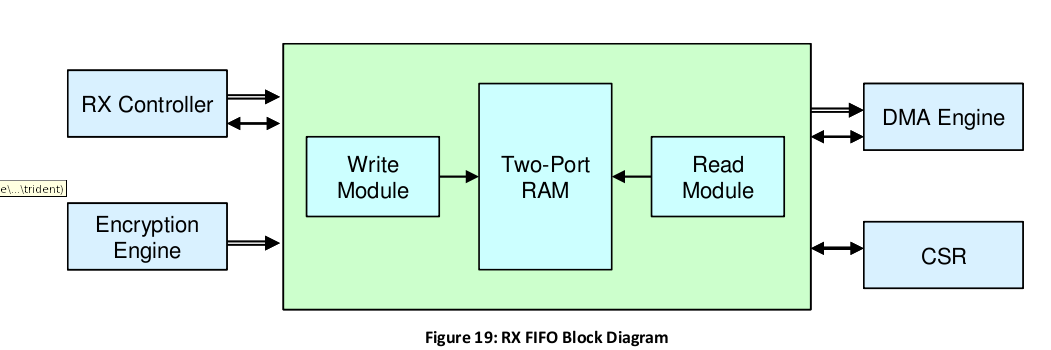 RX Controller
Write
Module
Two-Port
RAM
Read
Module
DMA Engine
e\...\trident)
Encryption
Engine
CSR
Figure 19: RX FIFO Block Diagram